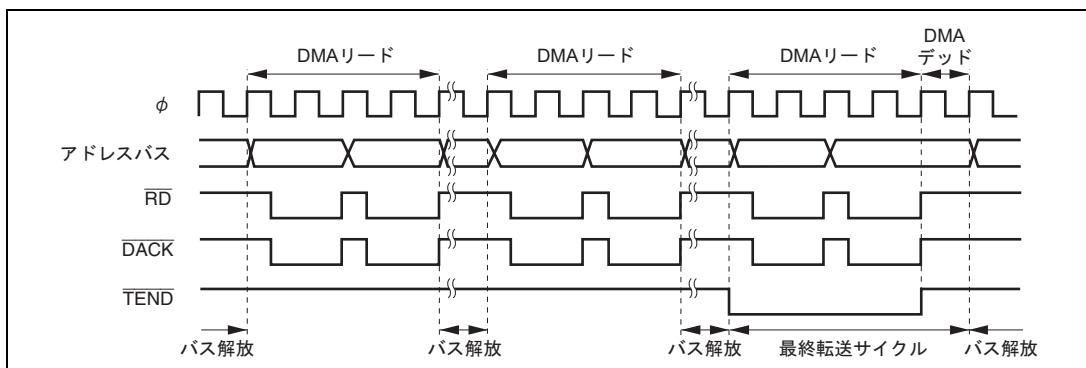 DMA
DMAリード DMAリード DMAリード デッド
φ
アドレスバス
RD
DACK
TEND
バス解放 バス解放 バス解放 最終転送サイクル バス解放